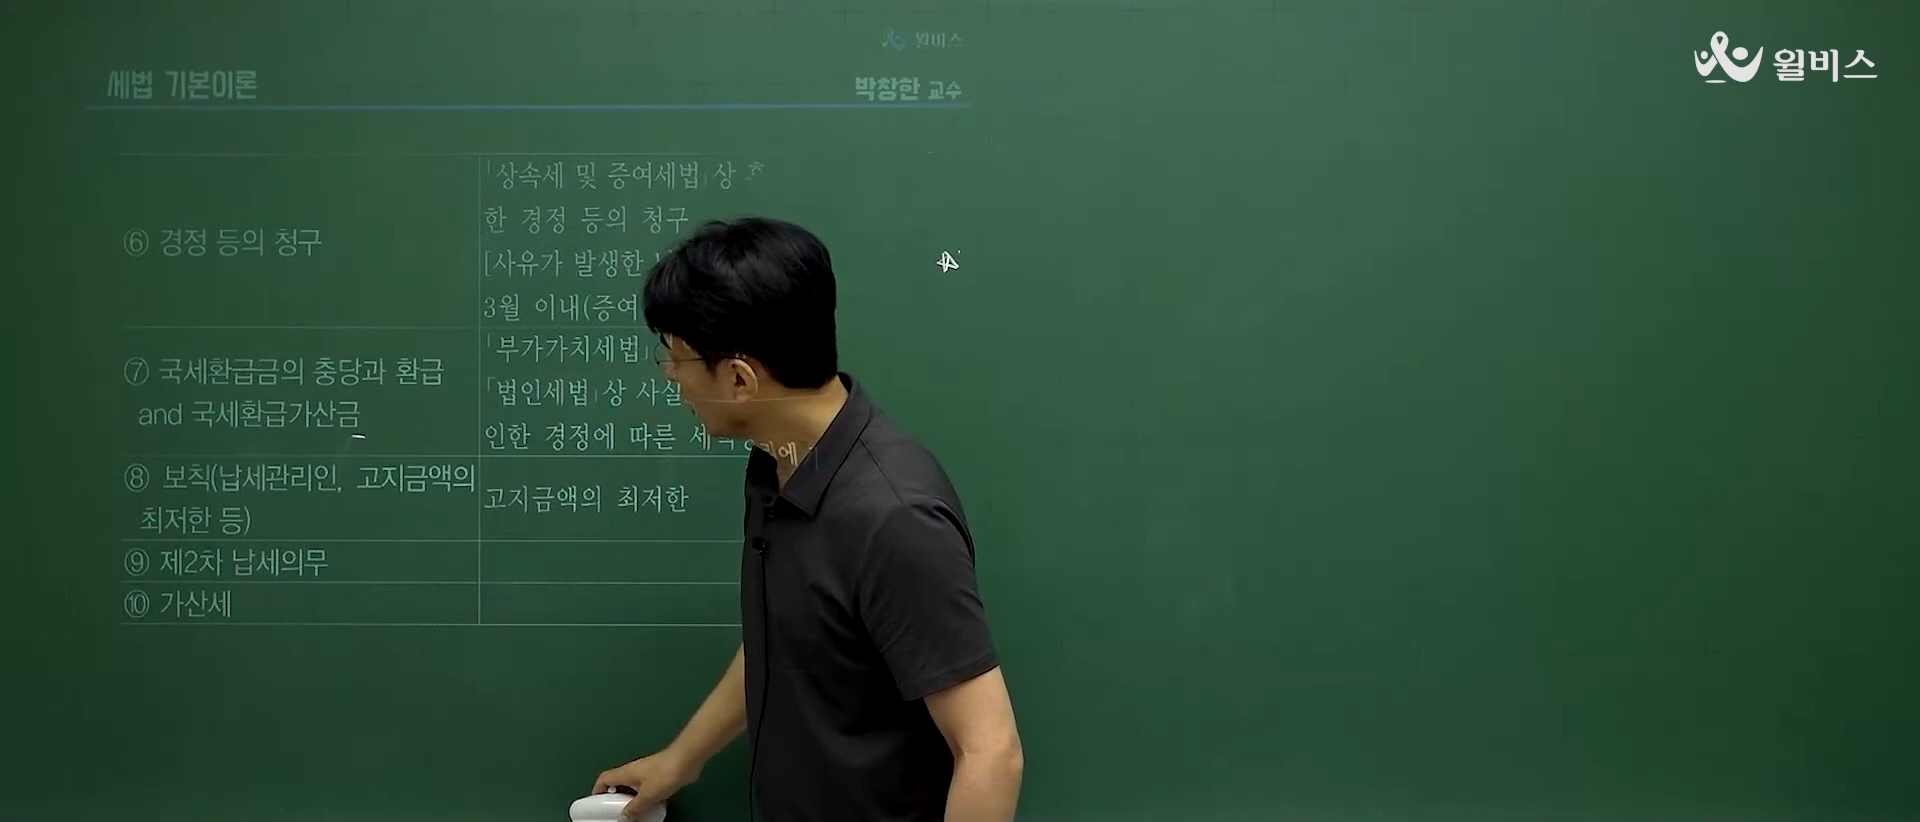 윌비스
윌비스
세법 기본이론
박창한 교수
⑥ 경정 등의 청구
「상속세 및 증여세법」상
한 경정 등의 청구
[사유가 발생한
3월 이내(증여
⑦ 국세환급금의 충당과 환급
and 국세환급가산금
「부가가치세법」
「법인세법」상 사실
인한 경정에 따른
⑧ 보칙(납세관리인, 고지금액의
최저한 등)
고지금액의 최저한
⑨ 제2차 납세의무
⑩ 가산세